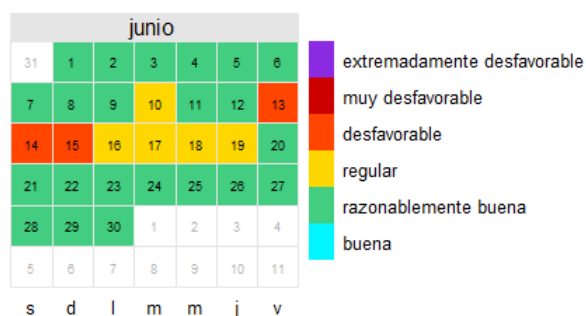 junio
31 1 2 3 4 5 6
7 8 9 10 11 12 13
14 15 16 17 18 19 20
21 22 23 24 25 26 27
28 29 30 1 2 3 4
5 6 7 8 9 10 11
s d l m m j v
extremadamente desfavorable
muy desfavorable
desfavorable
regular
razonablemente buena
buena